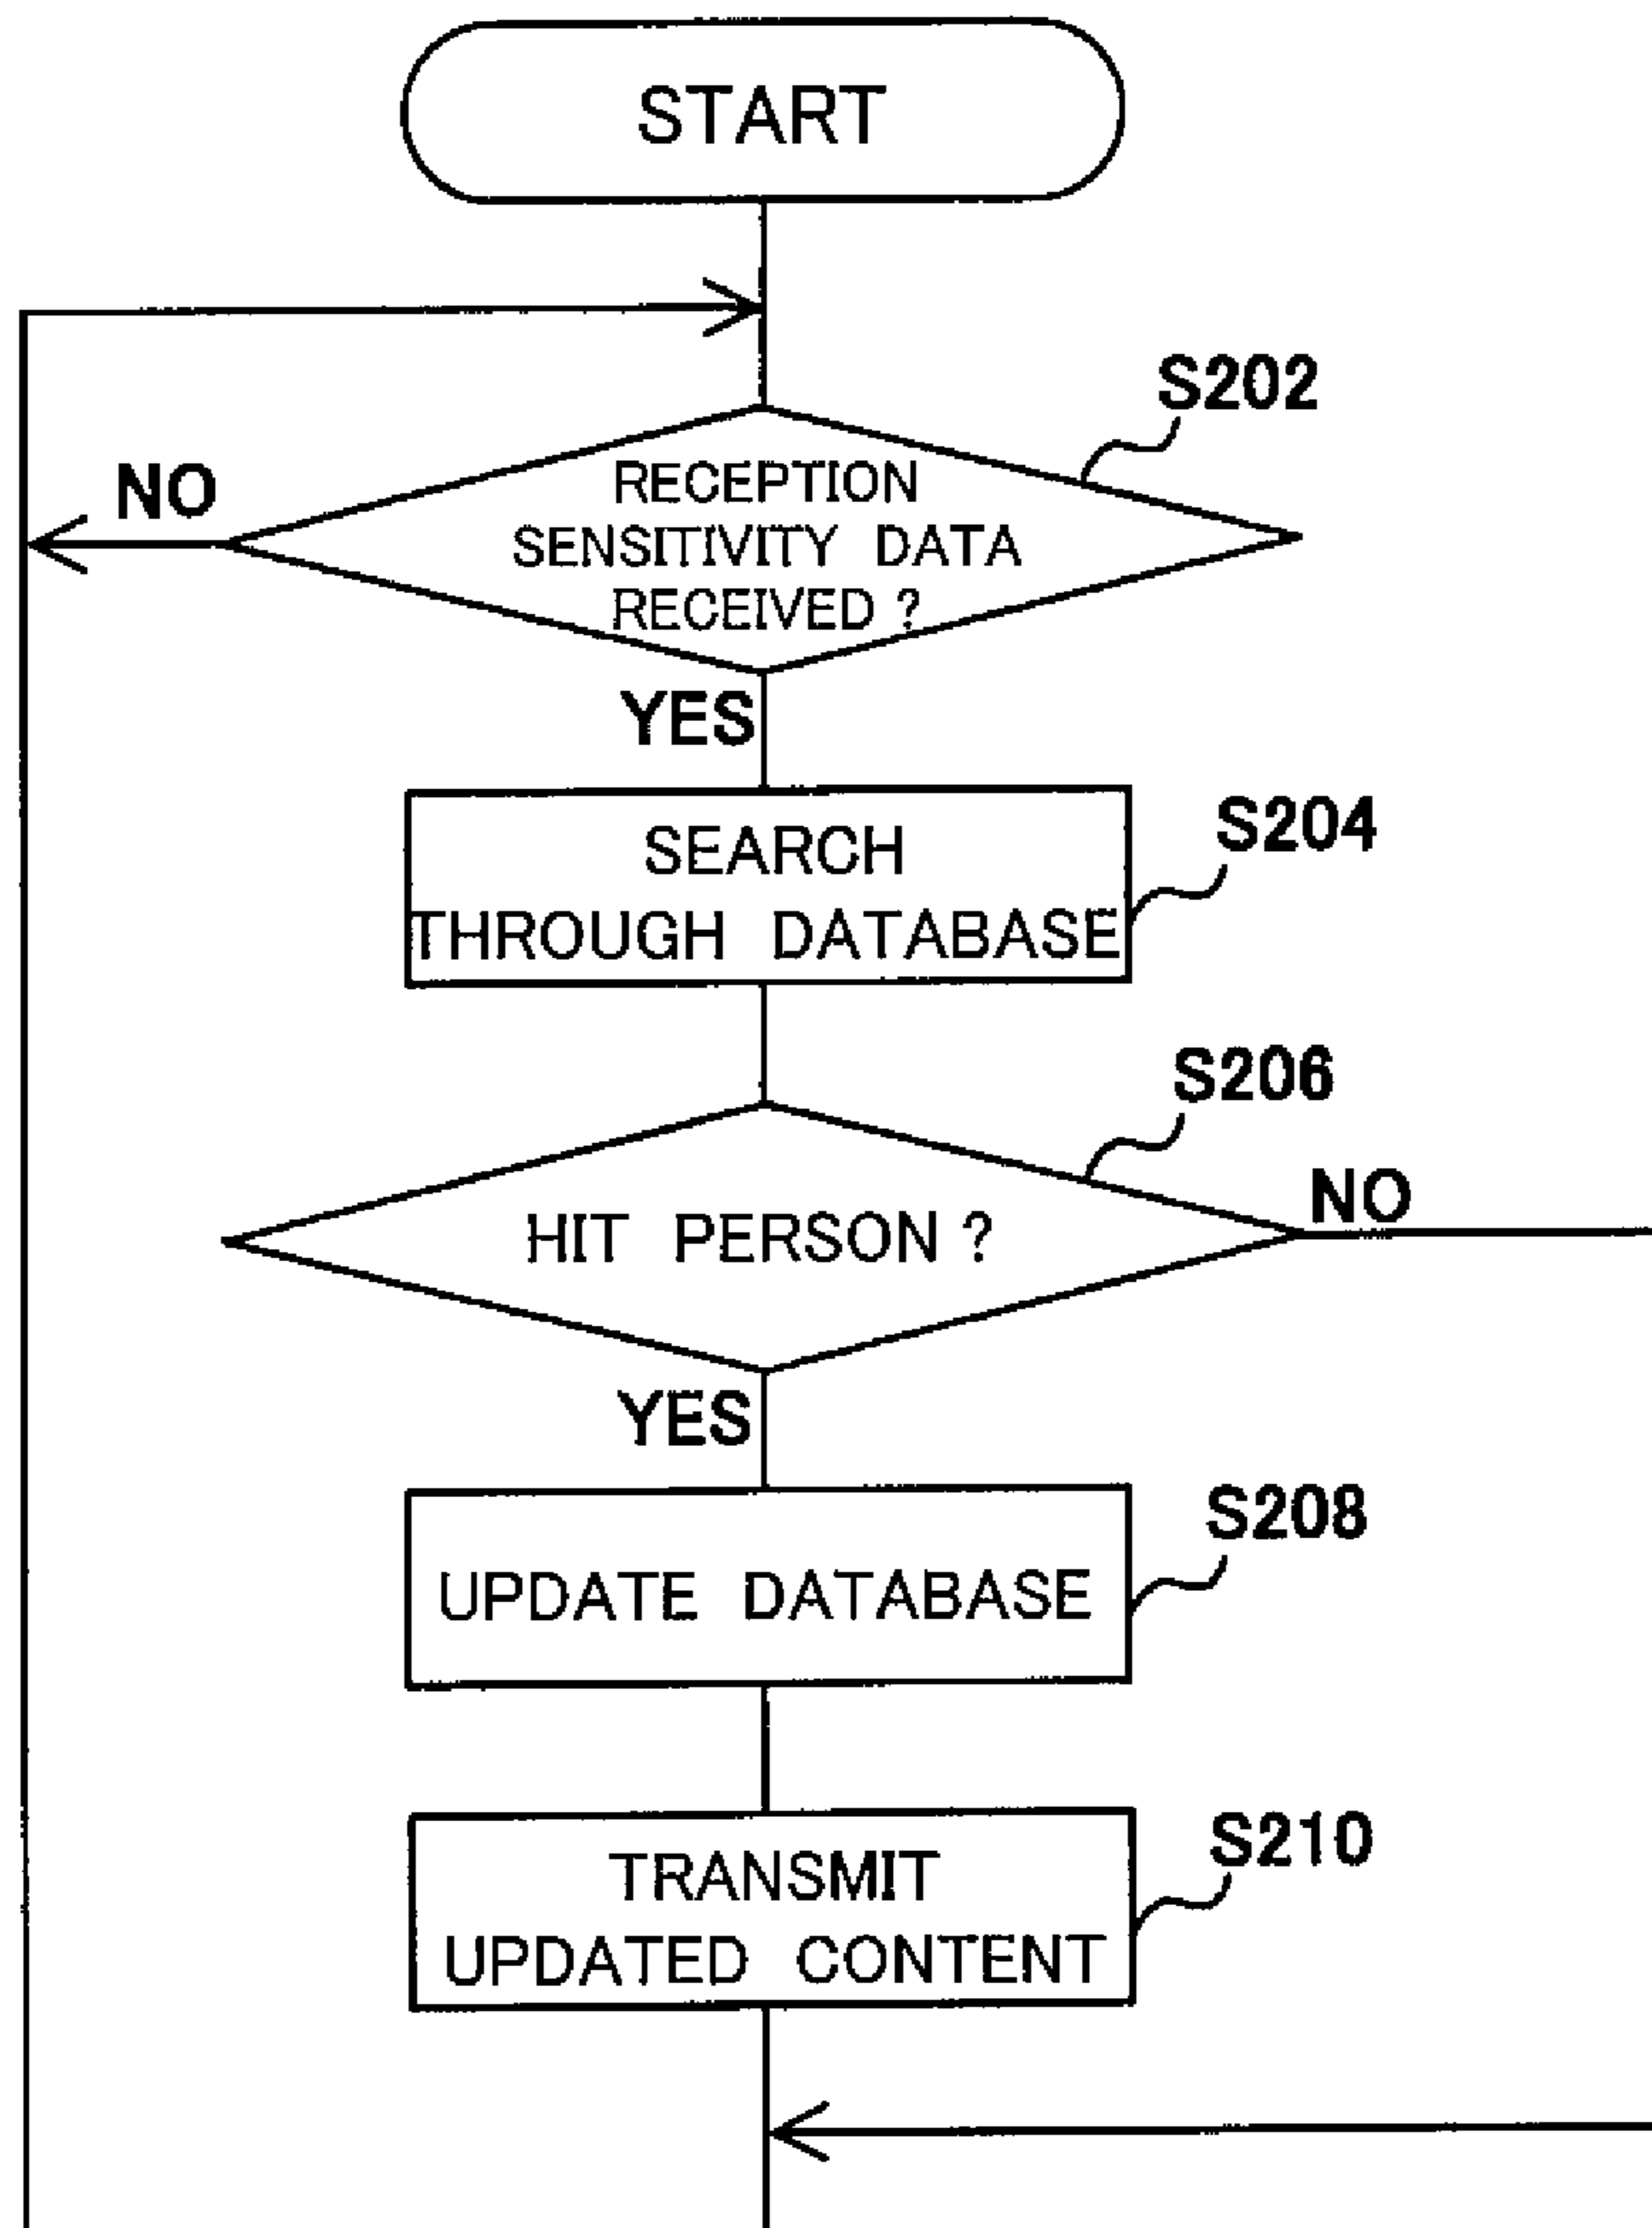 START
S202
NO
RECEPTION
SENSITIVITY DATA
RECEIVED ?
YES
S204
SEARCH
THROUGH DATABASE
S206
NO
HIT PERSON ?
YES
S208
UPDATE DATABASE
S210
TRANSMIT
UPDATED CONTENT